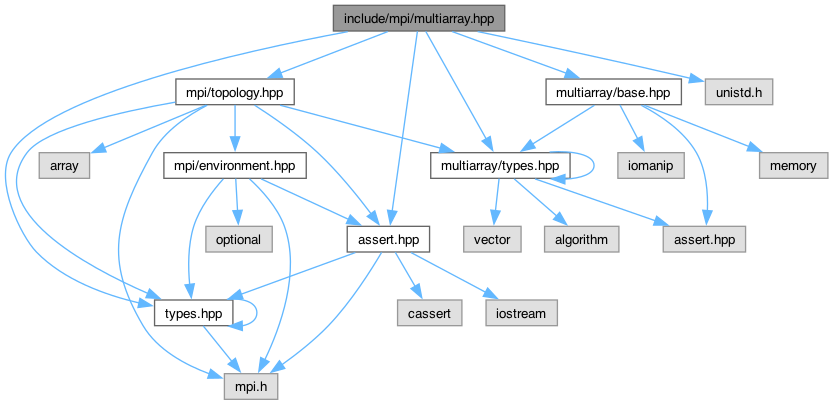 include/mpi/multiarray.hpp
mpi/topology.hpp
multiarray/base.hpp
unistd.h
array
mpi/environment.hpp
multiarray/types.hpp
iomanip
memory
optional
assert.hpp
vector
algorithm
assert.hpp
types.hpp
cassert
iostream
mpi.h